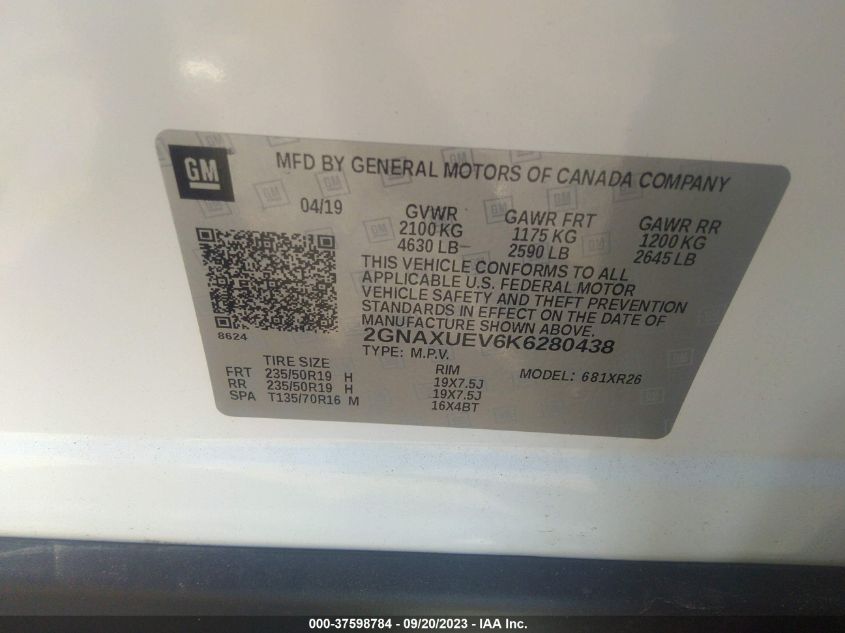 GM
MFD BY GENERAL MOTORS OF CANADA COMPANY
04/19 GVWR GAWR FRT GAWR RR
2100 KG 1175 KG 1200 KG
4630 LB 2590 LB 2645 LB
THIS VEHICLE CONFORMS TO ALL
APPLICABLE U.S. FEDERAL MOTOR
VEHICLE SAFETY AND THEFT PREVENTION
STANDARDS IN EFFECT ON THE DATE OF
MANUFACTURE SHOWN ABOVE.
8624
2GNAXUEV6K6280438
TYPE: M.P.V.
TIRE SIZE RIM MODEL: 681XR26
FRT 235/50R19 H 19X7.5J
RR 235/50R19 H 19X7.5J
SPA T135/70R16 M 16X4BT
000-37598784 - 09/20/2023 - IAA Inc.